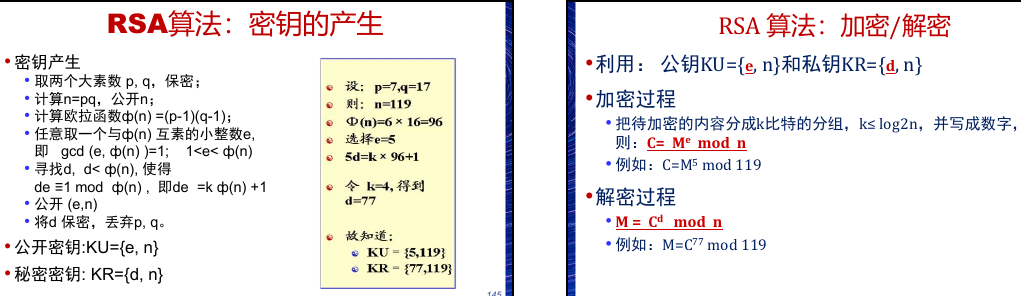 RSA算法：密钥的产生
• 密钥产生
• 取两个大素数 p, q，保密；
• 计算n=pq，公开n；
• 计算欧拉函数ф(n) =(p-1)(q-1)；
• 任意取一个与ф(n) 互素的小整数e,
即 gcd (e, ф(n) )=1; 1<e< ф(n)
• 寻找d, d< ф(n), 使得
de ≡1 mod ф(n) , 即de =k ф(n) +1
• 公开 (e,n)
• 将d 保密，丢弃p, q。
• 公开密钥:KU={e, n}
• 秘密密钥: KR={d, n}
设：p=7,q=17
则：n=119
Φ(n)=6 × 16=96
选择e=5
5d=k × 96+1
令 k=4, 得到
d=77
故知道：
KU = {5,119}
KR = {77,119}
145
RSA 算法：加密/解密
• 利用： 公钥KU={e, n}和私钥KR={d, n}
• 加密过程
• 把待加密的内容分成k比特的分组，k≤ log2n，并写成数字，
则：C= Mᵉ mod n
• 例如：C=M⁵ mod 119
• 解密过程
• M = Cᵈ mod n
• 例如：M=C⁷⁷ mod 119